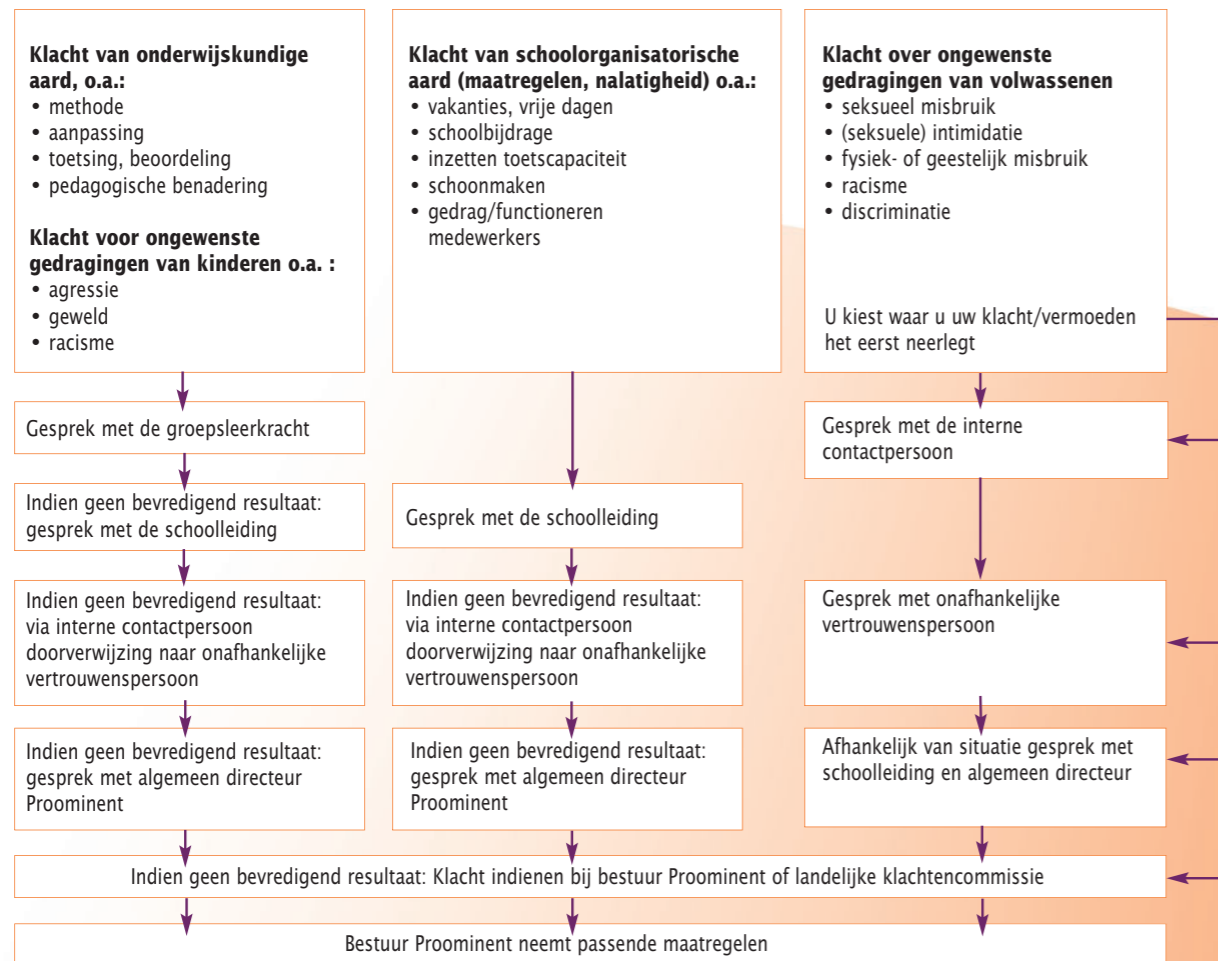 Klacht van onderwijskundige
aard, o.a.:
• methode
• aanpassing
• toetsing, beoordeling
• pedagogische benadering
Klacht voor ongewenste
gedragingen van kinderen o.a. :
• agressie
• geweld
• racisme
Klacht van schoolorganisatorische
aard (maatregelen, nalatigheid) o.a.:
• vakanties, vrije dagen
• schoolbijdrage
• inzetten toetscapaciteit
• schoonmaken
• gedrag/functioneren
medewerkers
Klacht over ongewenste
gedragingen van volwassenen
• seksueel misbruik
• (seksuele) intimidatie
• fysiek- of geestelijk misbruik
• racisme
• discriminatie
U kiest waar u uw klacht/vermoeden
het eerst neerlegt
Gesprek met de groepsleerkracht
Gesprek met de interne
contactpersoon
Indien geen bevredigend resultaat:
gesprek met de schoolleiding
Gesprek met de schoolleiding
Indien geen bevredigend resultaat:
via interne contactpersoon
doorverwijzing naar onafhankelijke
vertrouwenspersoon
Indien geen bevredigend resultaat:
via interne contactpersoon
doorverwijzing naar onafhankelijke
vertrouwenspersoon
Gesprek met onafhankelijke
vertrouwenspersoon
Indien geen bevredigend resultaat:
gesprek met algemeen directeur
Proominent
Indien geen bevredigend resultaat:
gesprek met algemeen directeur
Proominent
Afhankelijk van situatie gesprek met
schoolleiding en algemeen directeur
Indien geen bevredigend resultaat: Klacht indienen bij bestuur Proominent of landelijke klachtencommissie
Bestuur Proominent neemt passende maatregelen